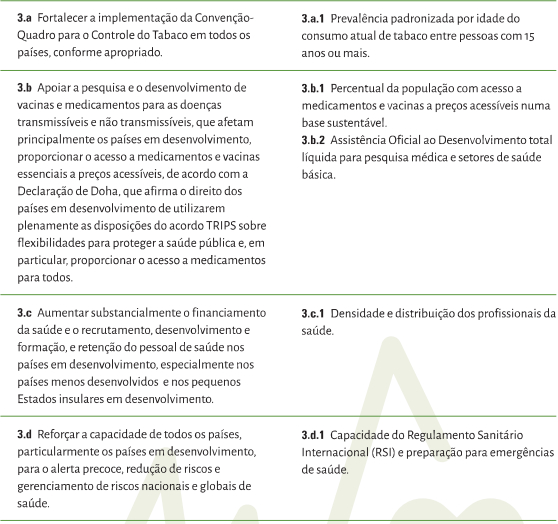 3.a Fortalecer a implementação da Convenção-
Quadro para o Controle do Tabaco em todos os
países, conforme apropriado.
3.a.1 Prevalência padronizada por idade do
consumo atual de tabaco entre pessoas com 15
anos ou mais.
3.b Apoiar a pesquisa e o desenvolvimento de
vacinas e medicamentos para as doenças
transmissíveis e não transmissíveis, que afetam
principalmente os países em desenvolvimento,
proporcionar o acesso a medicamentos e vacinas
essenciais a preços acessíveis, de acordo com a
Declaração de Doha, que afirma o direito dos
países em desenvolvimento de utilizarem
plenamente as disposições do acordo TRIPS sobre
flexibilidades para proteger a saúde pública e, em
particular, proporcionar o acesso a medicamentos
para todos.
3.b.1 Percentual da população com acesso a
medicamentos e vacinas a preços acessíveis numa
base sustentável.
3.b.2 Assistência Oficial ao Desenvolvimento total
líquida para pesquisa médica e setores de saúde
básica.
3.c Aumentar substancialmente o financiamento
da saúde e o recrutamento, desenvolvimento e
formação, e retenção do pessoal de saúde nos
países em desenvolvimento, especialmente nos
países menos desenvolvidos e nos pequenos
Estados insulares em desenvolvimento.
3.c.1 Densidade e distribuição dos profissionais da
saúde.
3.d Reforçar a capacidade de todos os países,
particularmente os países em desenvolvimento,
para o alerta precoce, redução de riscos e
gerenciamento de riscos nacionais e globais de
saúde.
3.d.1 Capacidade do Regulamento Sanitário
Internacional (RSI) e preparação para emergências
de saúde.